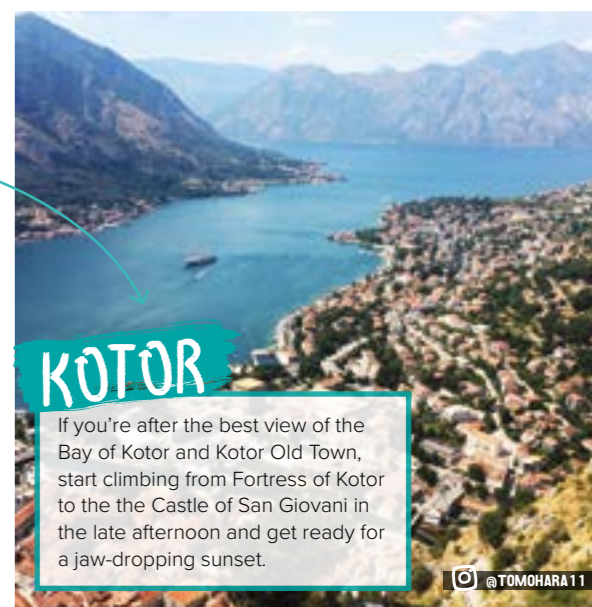 KOTOR
If you're after the best view of the
Bay of Kotor and Kotor Old Town,
start climbing from Fortress of Kotor
to the the Castle of San Giovani in
the late afternoon and get ready for
a jaw-dropping sunset.
@TOMOHARA11